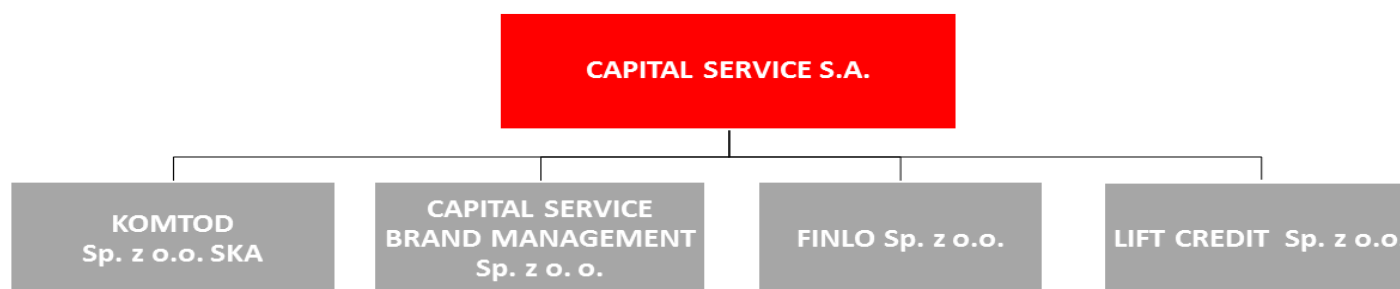 CAPITAL SERVICE S.A.
KOMTOD
Sp. z o.o. SKA
CAPITAL SERVICE
BRAND MANAGEMENT
Sp. z o. o.
FINLO Sp. z o.o.
LIFT CREDIT Sp. z o.o